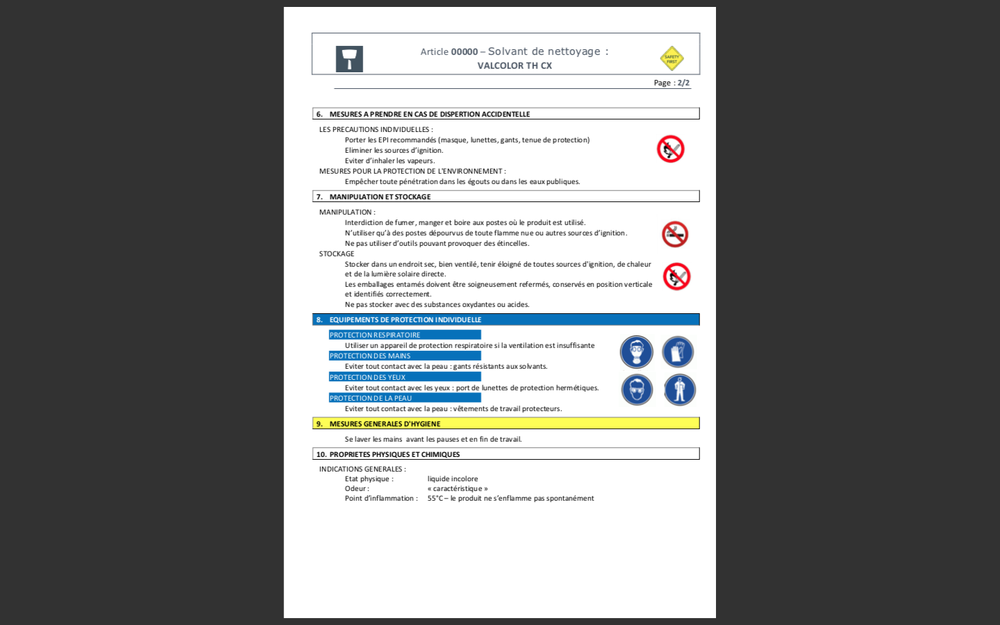 Article 00000 – Solvant de nettoyage :
VALCOLOR TH CX
SAFETY
FIRST
Page : 2/2
6. MESURES A PRENDRE EN CAS DE DISPERTION ACCIDENTELLE
LES PRECAUTIONS INDIVIDUELLES :
Porter les EPI recommandés (masque, lunettes, gants, tenue de protection)
Eliminer les sources d’ignition.
Eviter d’inhaler les vapeurs.
MESURES POUR LA PROTECTION DE L'ENVIRONNEMENT :
Empêcher toute pénétration dans les égouts ou dans les eaux publiques.
7. MANIPULATION ET STOCKAGE
MANIPULATION :
Interdiction de fumer, manger et boire aux postes où le produit est utilisé.
N’utiliser qu’à des postes dépourvus de toute flamme nue ou autres sources d’ignition.
Ne pas utiliser d’outils pouvant provoquer des étincelles.
STOCKAGE
Stocker dans un endroit sec, bien ventilé, tenir éloigné de toutes sources d'ignition, de chaleur
et de la lumière solaire directe.
Les emballages entamés doivent être soigneusement refermés, conservés en position verticale
et identifiés correctement.
Ne pas stocker avec des substances oxydantes ou acides.
8. EQUIPEMENTS DE PROTECTION INDIVIDUELLE
PROTECTION RESPIRATOIRE
Utiliser un appareil de protection respiratoire si la ventilation est insuffisante
PROTECTION DES MAINS
Eviter tout contact avec la peau : gants résistants aux solvants.
PROTECTION DES YEUX
Eviter tout contact avec les yeux : port de lunettes de protection hermétiques.
PROTECTION DE LA PEAU
Eviter tout contact avec la peau : vêtements de travail protecteurs.
9. MESURES GENERALES D'HYGIENE
Se laver les mains avant les pauses et en fin de travail.
10. PROPRIETES PHYSIQUES ET CHIMIQUES
INDICATIONS GENERALES :
Etat physique : liquide incolore
Odeur : « caractéristique »
Point d’inflammation : 55°C – le produit ne s’enflamme pas spontanément